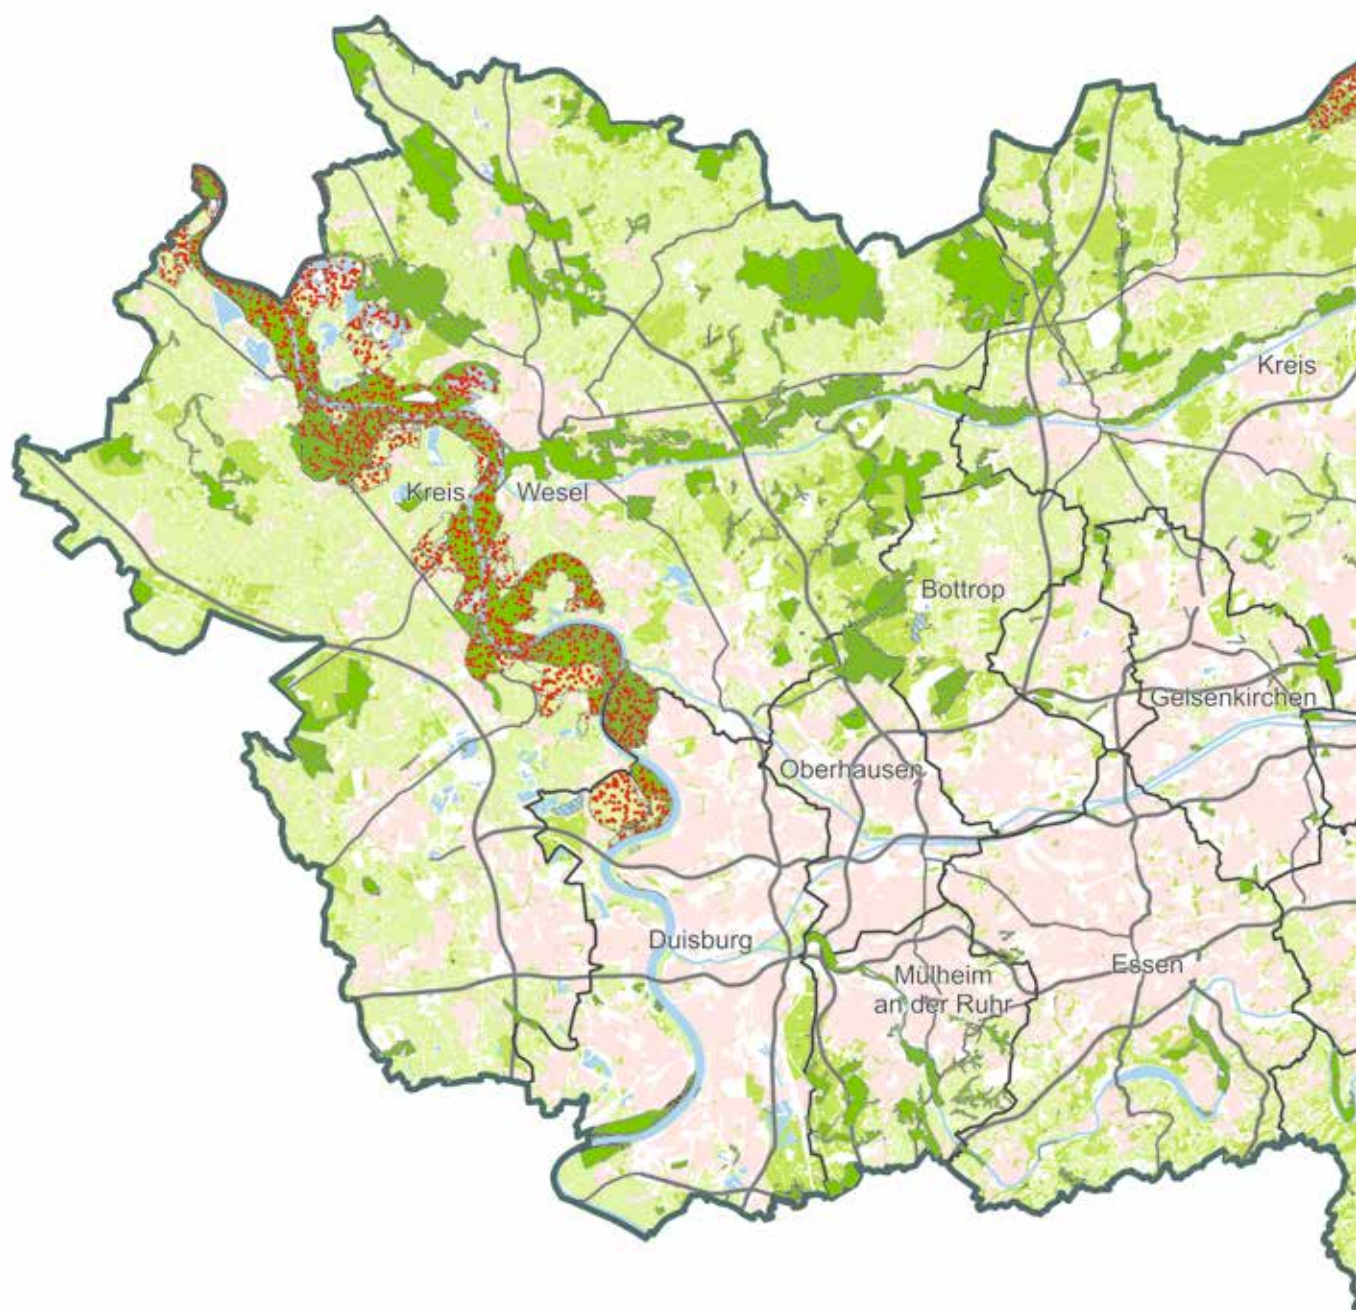 Kreis
Kreis Wesel
Bottrop
Gelsenkirchen
Oberhausen
Duisburg
Mülheim
an der Ruhr
Essen